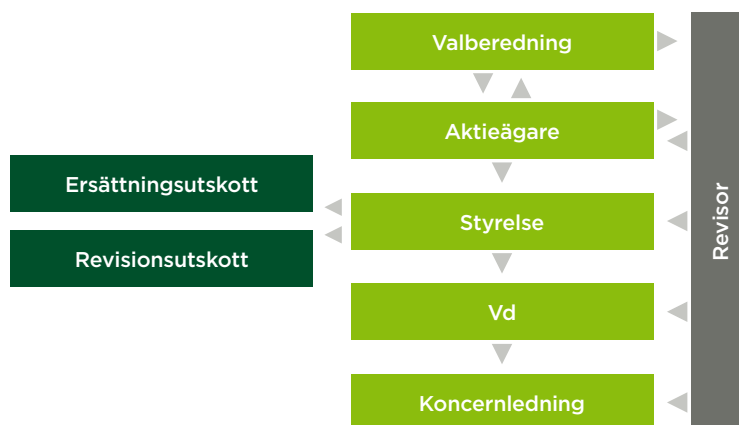 Valberedning
Aktieägare
Ersättningsutskott
Styrelse
Revisionsutskott
Vd
Koncernledning
Revisor